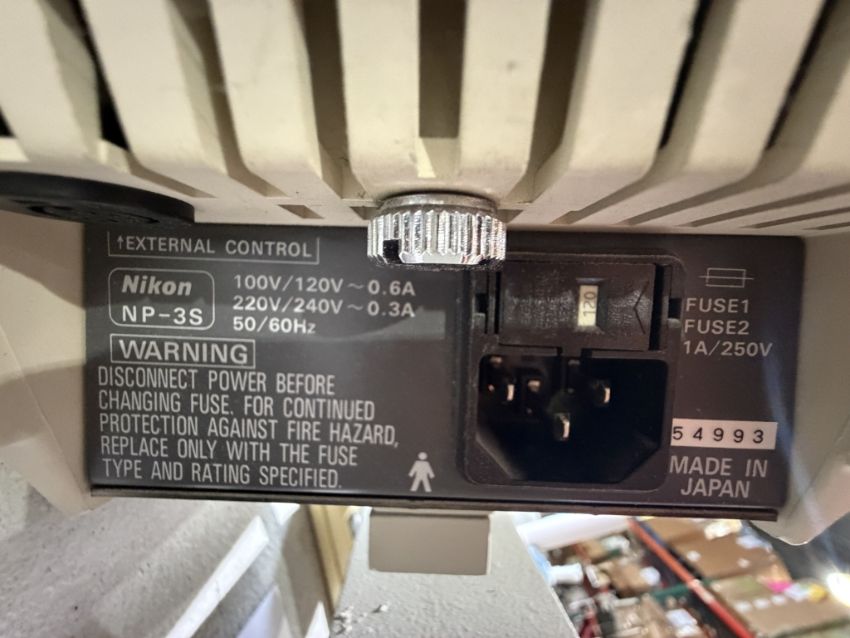 ↑EXTERNAL CONTROL
Nikon
NP-3S
100V/120V~0.6A
220V/240V~0.3A
50/60Hz
WARNING
DISCONNECT POWER BEFORE
CHANGING FUSE. FOR CONTINUED
PROTECTION AGAINST FIRE HAZARD,
REPLACE ONLY WITH THE FUSE
TYPE AND RATING SPECIFIED.
120
FUSE1
FUSE2
1A/250V
54993
MADE IN
JAPAN